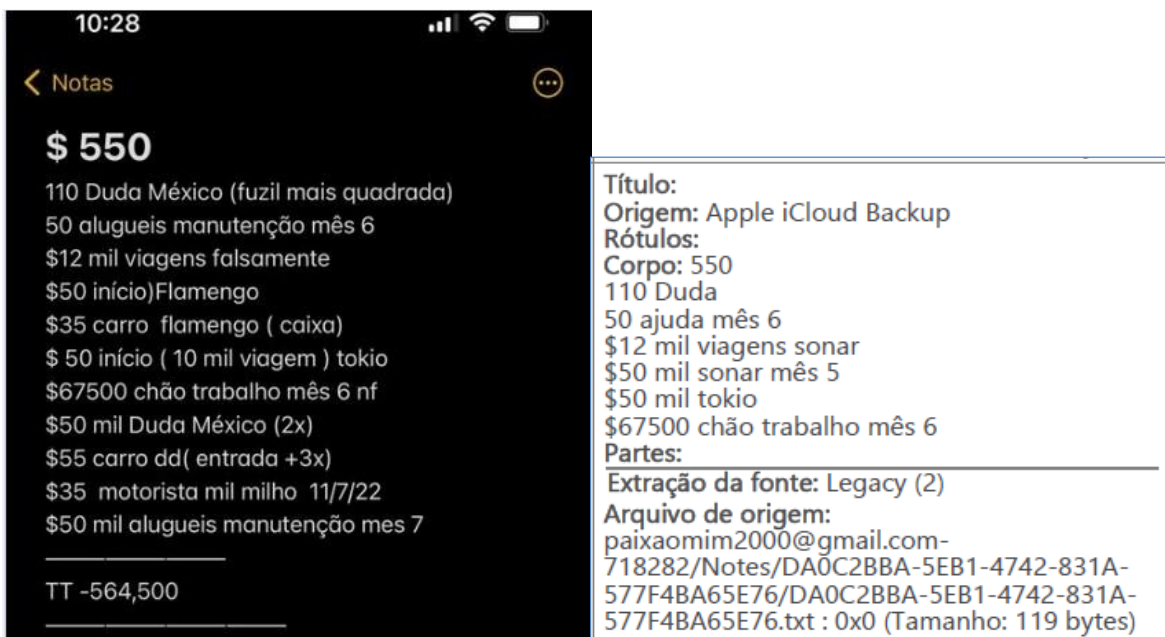 10:28
Notas
$ 550
110 Duda México (fuzil mais quadrada)
50 alugueis manutenção mês 6
$12 mil viagens falsamente
$50 início)Flamengo
$35 carro  flamengo ( caixa)
$ 50 início ( 10 mil viagem ) tokio
$67500 chão trabalho mês 6 nf
$50 mil Duda México (2x)
$55 carro dd( entrada +3x)
$35  motorista mil milho  11/7/22
$50 mil alugueis manutenção mes 7
TT -564,500
Título:
Origem: Apple iCloud Backup
Rótulos:
Corpo: 550
110 Duda
50 ajuda mês 6
$12 mil viagens sonar
$50 mil sonar mês 5
$50 mil tokio
$67500 chão trabalho mês 6
Partes:
Extração da fonte: Legacy (2)
Arquivo de origem:
paixaomim2000@gmail.com-
718282/Notes/DA0C2BBA-5EB1-4742-831A-
577F4BA65E76/DA0C2BBA-5EB1-4742-831A-
577F4BA65E76.txt : 0x0 (Tamanho: 119 bytes)